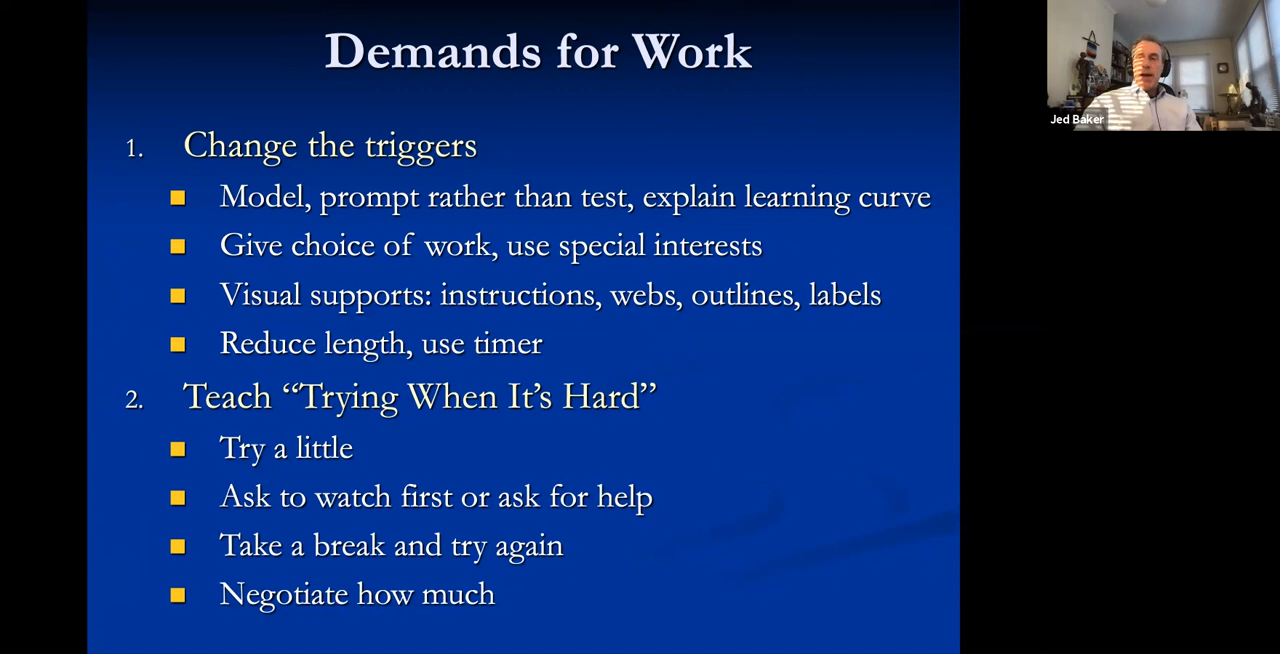 Demands for Work
1. Change the triggers
Model, prompt rather than test, explain learning curve
Give choice of work, use special interests
Visual supports: instructions, webs, outlines, labels
Reduce length, use timer
2. Teach “Trying When It’s Hard”
Try a little
Ask to watch first or ask for help
Take a break and try again
Negotiate how much
Jed Baker